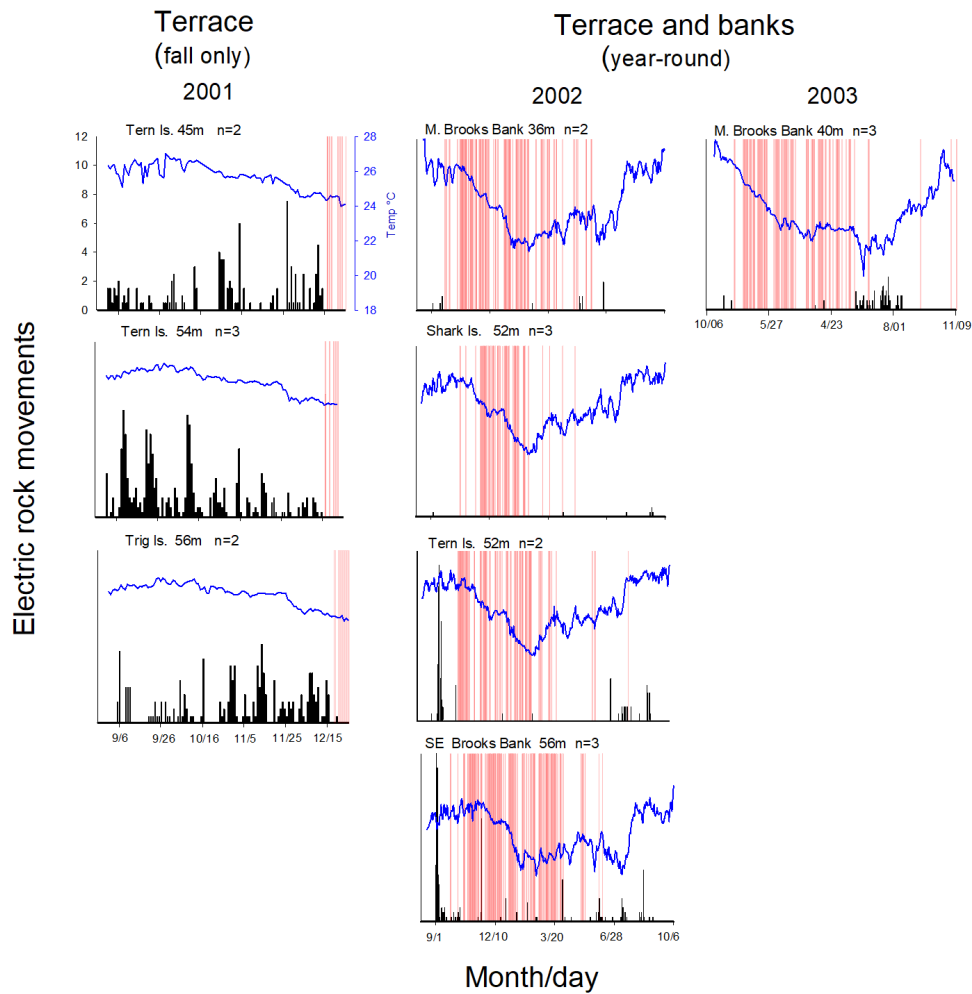 Terrace
(fall only)
2001
Terrace and banks
(year-round)
2002
2003
Tern Is. 45m n=2
12
10
8
6
4
2
0
28
26
24
22
20
18
Temp °C
M. Brooks Bank 36m n=2
M. Brooks Bank 40m n=3
10/06
5/27
4/23
8/01
11/09
Tern Is. 54m n=3
Shark Is. 52m n=3
Trig Is. 56m n=2
9/6
9/26
10/16
11/5
11/25
12/15
Tern Is. 52m n=2
SE Brooks Bank 56m n=3
9/1
12/10
3/20
6/28
10/6
Electric rock movements
Month/day